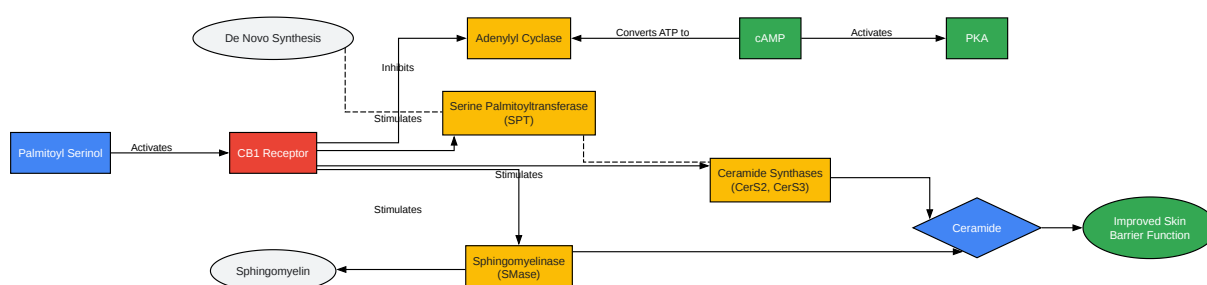 De Novo Synthesis
Adenylyl Cyclase
Converts ATP to
cAMP
Activates
PKA
Inhibits
Serine Palmitoyltransferase
(SPT)
Stimulates
Palmitoyl Serinol
Activates
CB1 Receptor
Stimulates
Ceramide Synthases
(CerS2, CerS3)
Stimulates
Ceramide
Improved Skin
Barrier Function
Sphingomyelin
Sphingomyelinase
(SMase)